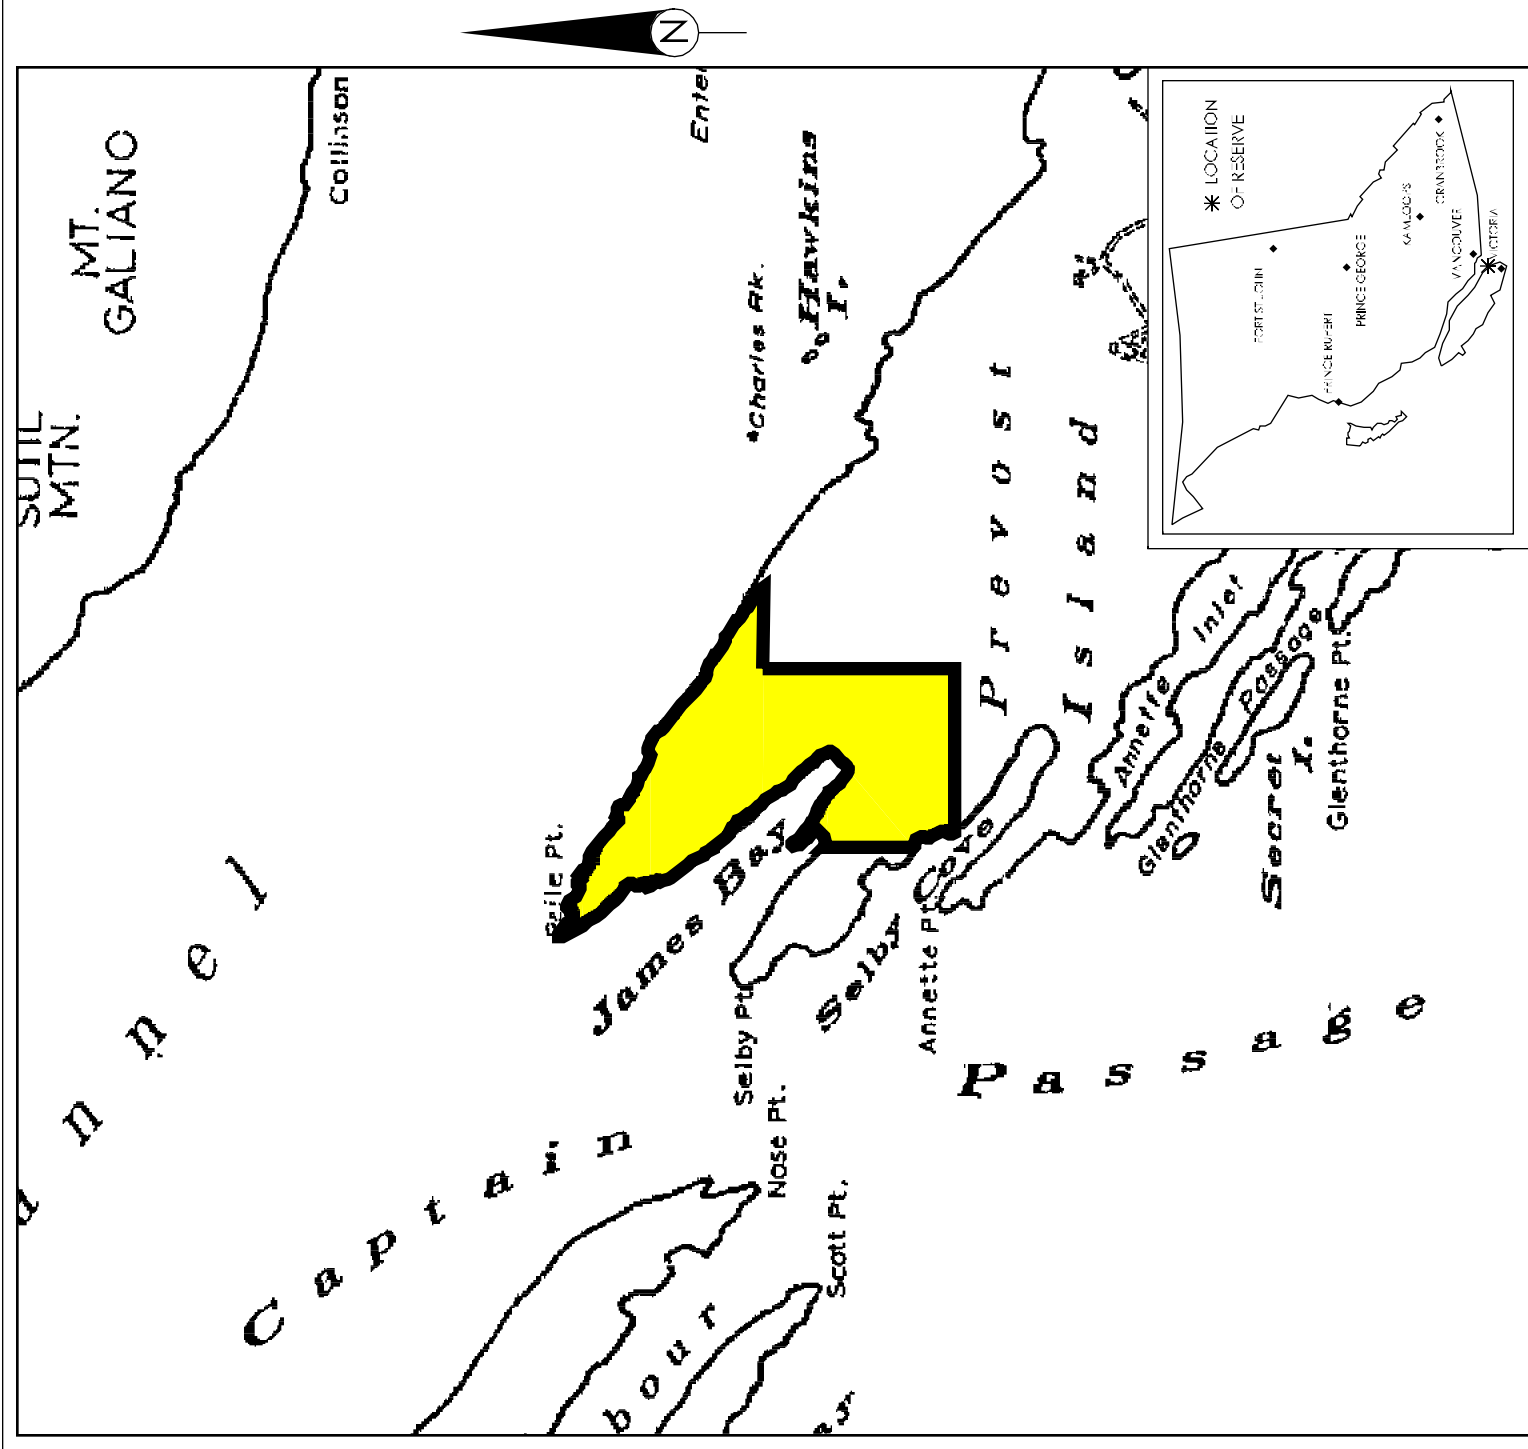 N
MT.
GALIANO
MTN.
Collinson
Charles Rk.
Hawkins
I.
Prevost
Island
James Bay
Selby Pt.
Selby Cove
Annette Pt.
Annette Inlet
Glenthorne Passage
Secret
I.
Glenthorne Pt.
Captain
Passage
nnel
Nose Pt.
Scott Pt.
bour
LOCATION
OF RESERVE
FORT ST. JOHN
PRINCE RUPERT
PRINCE GEORGE
KAMLOOPS
CRANBROOK
VANCOUVER
VICTORIA